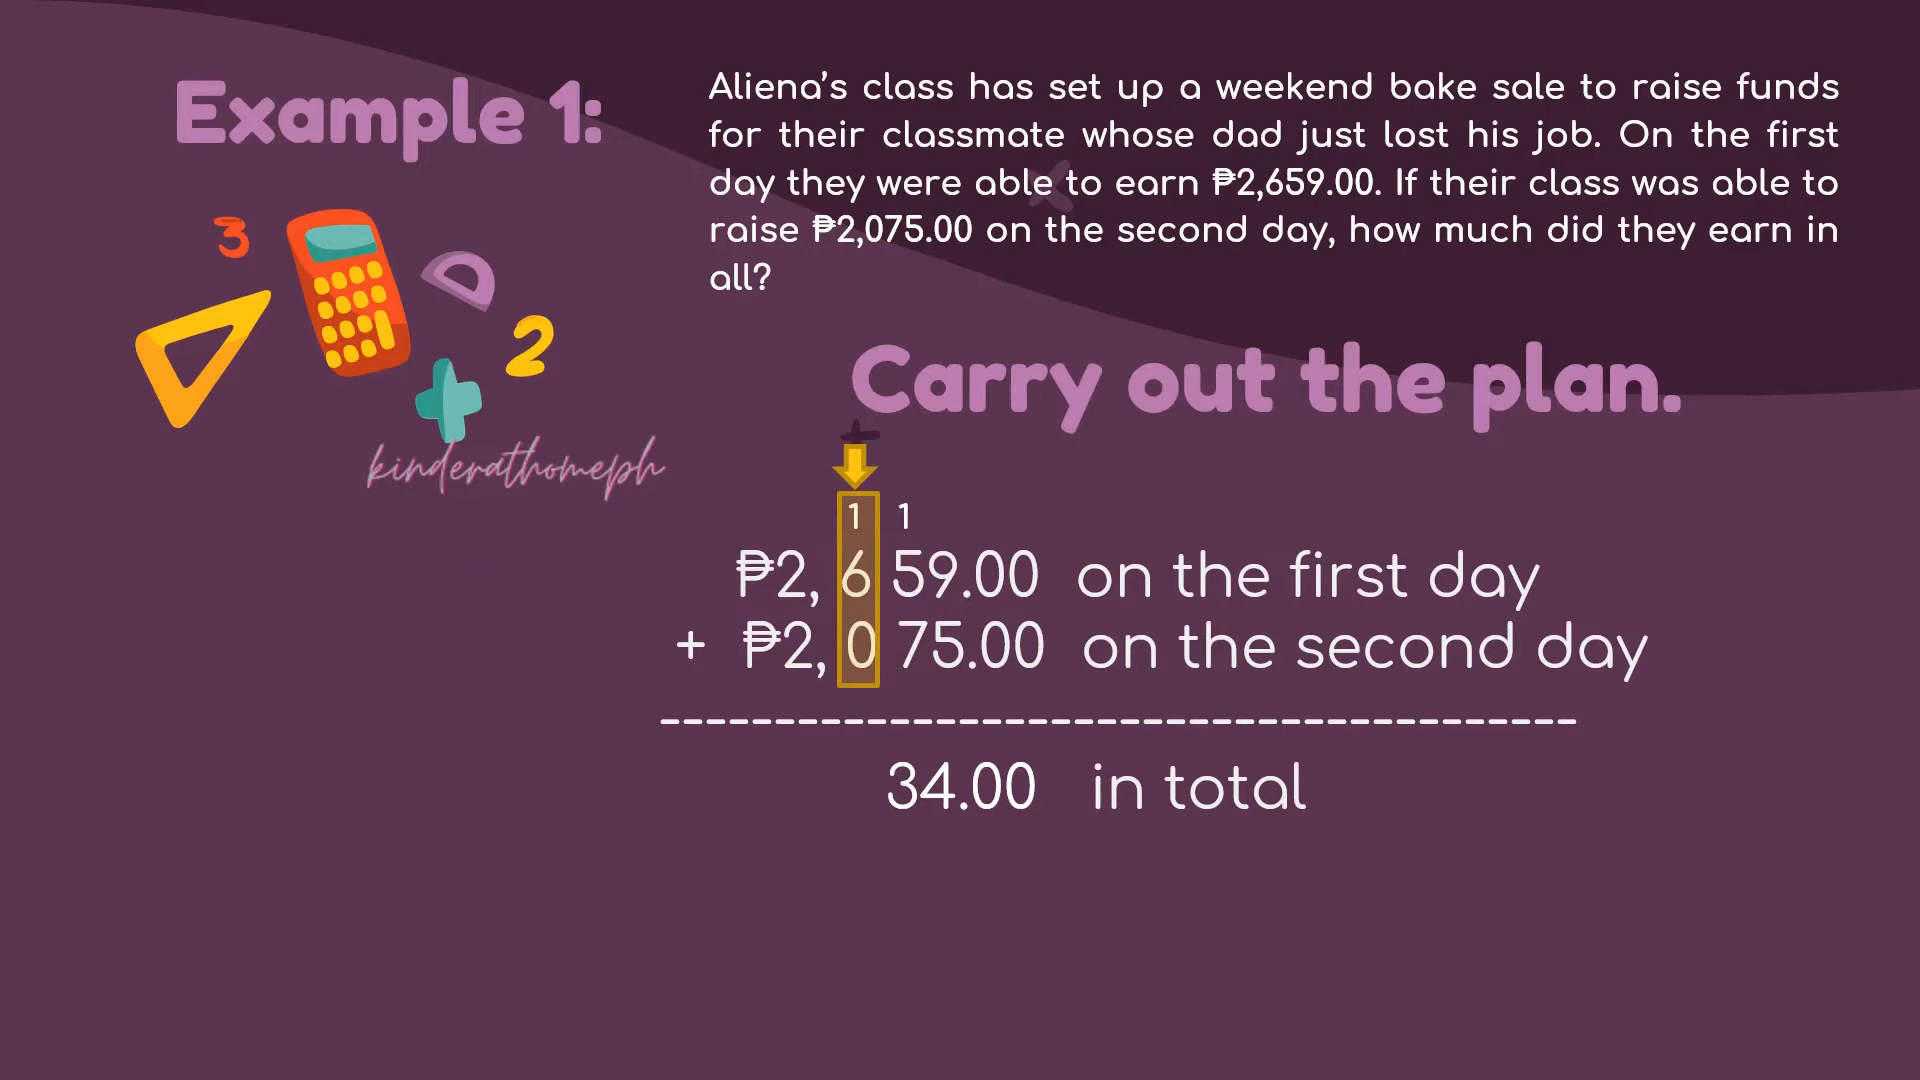 Example 1:
Aliena’s class has set up a weekend bake sale to raise funds
for their classmate whose dad just lost his job. On the first
day they were able to earn ₱2,659.00. If their class was able to
raise ₱2,075.00 on the second day, how much did they earn in
all?
3
2
kinderathomeph
Carry out the plan.
1 1
₱2, 6 59.00 on the first day
+ ₱2, 0 75.00 on the second day
----------------------------------------
34.00 in total